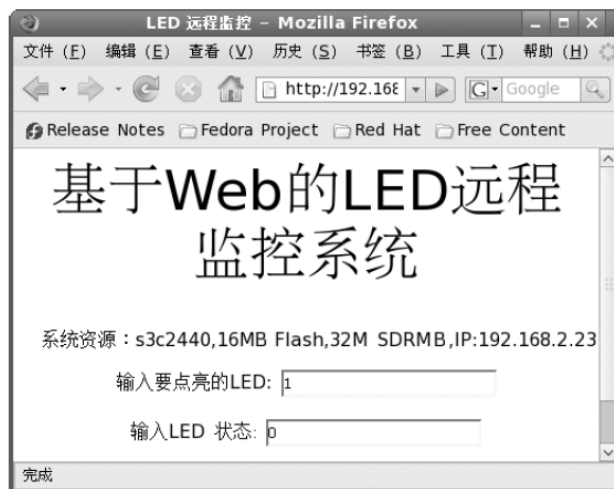 LED 远程监控 - Mozilla Firefox
文件 (F) 编辑 (E) 查看 (V) 历史 (S) 书签 (B) 工具 (T) 帮助 (H)
http://192.168 G Google
Release Notes Fedora Project Red Hat Free Content
基于Web的LED远程
监控系统
系统资源：s3c2440,16MB Flash,32M SDRMB,IP:192.168.2.23
输入要点亮的LED: 1
输入LED 状态: 0
完成